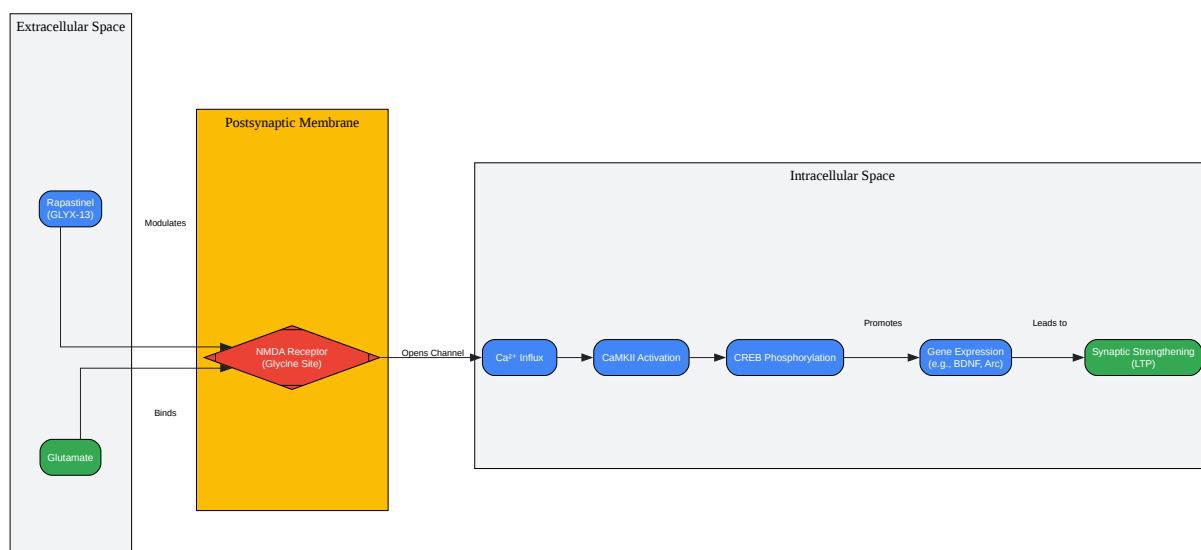 Extracellular Space
Rapastinel
(GLYX-13)
Glutamate
Modulates
Binds
Postsynaptic Membrane
NMDA Receptor
(Glycine Site)
Opens Channel
Intracellular Space
Ca²⁺ Influx
CaMKII Activation
CREB Phosphorylation
Promotes
Gene Expression
(e.g., BDNF, Arc)
Leads to
Synaptic Strengthening
(LTP)